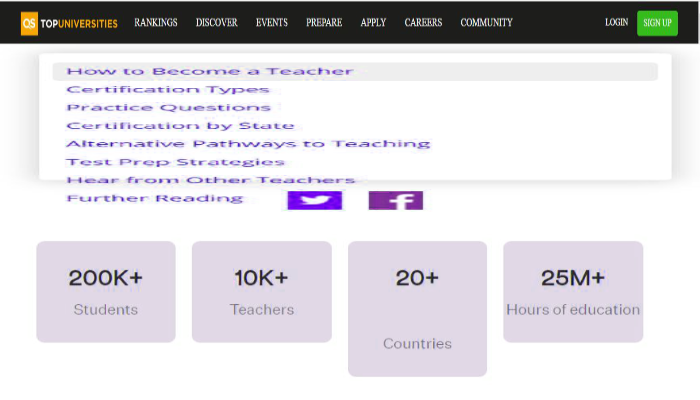 QS TOPUNIVERSITIES RANKINGS DISCOVER EVENTS PREPARE APPLY CAREERS COMMUNITY LOGIN SIGN UP
How to Become a Teacher
Certification Types
Practice Questions
Certification by State
Alternative Pathways to Teaching
Test Prep Strategies
Hear from Other Teachers
Further Reading
200K+ 10K+ 20+ 25M+
Students Teachers Hours of education
Countries